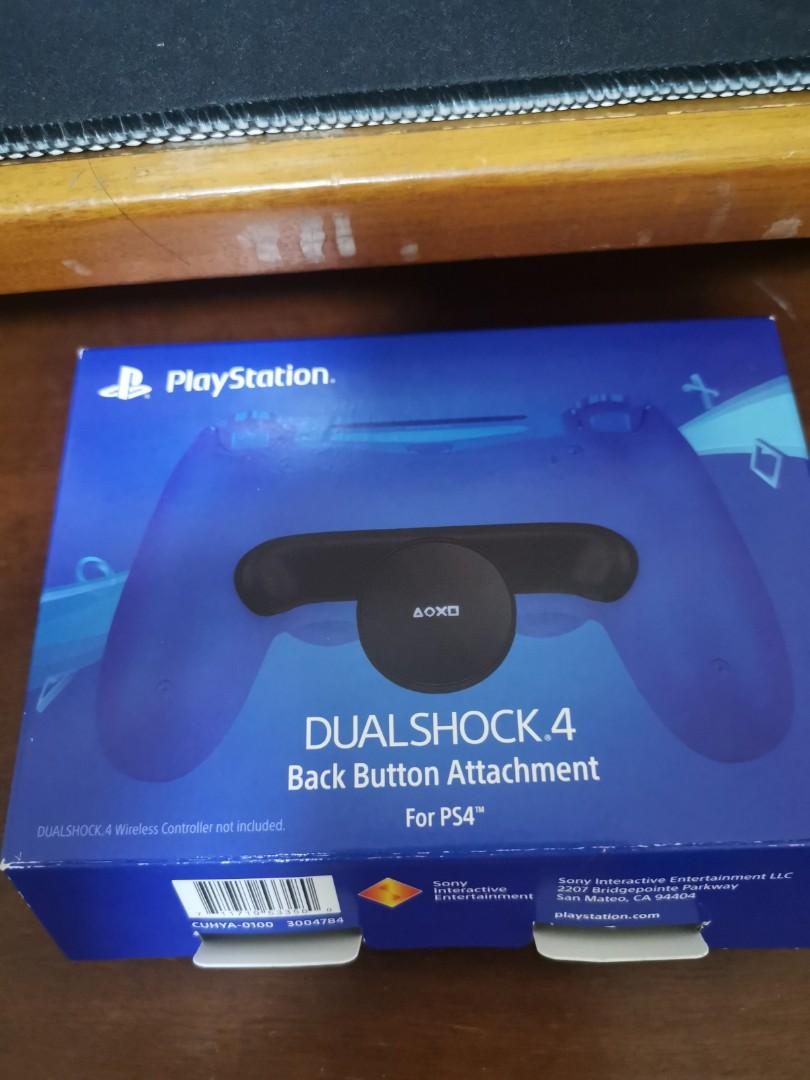 PlayStation®
DUALSHOCK®4
Back Button Attachment
For PS4™
DUALSHOCK®4 Wireless Controller not included.
CUHYA-0100 3004784
Sony
Interactive
Entertainment
Sony Interactive Entertainment LLC
2207 Bridgepointe Parkway
San Mateo, CA 94404
playstation.com